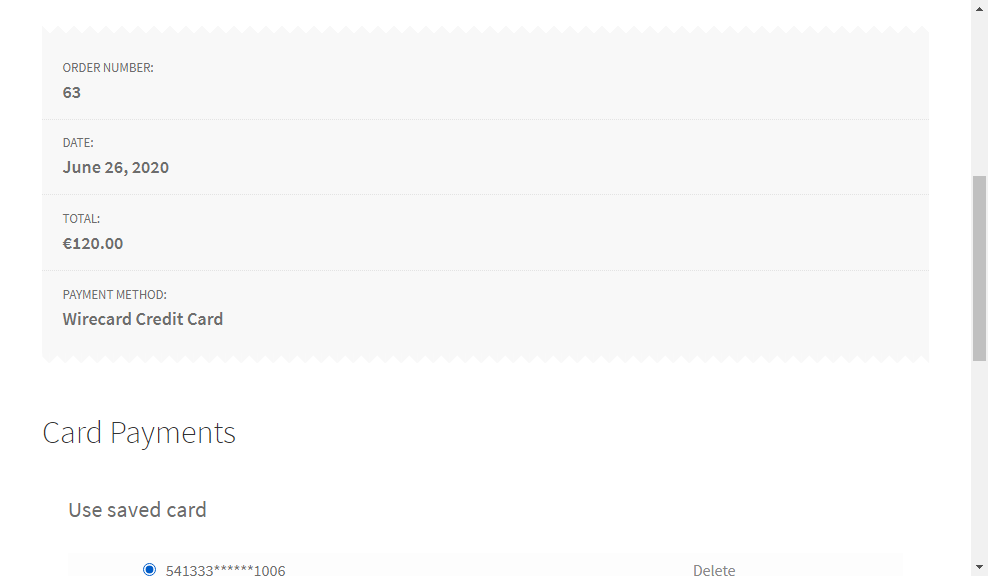 ORDER NUMBER:
63
DATE:
June 26, 2020
TOTAL:
€120.00
PAYMENT METHOD:
Wirecard Credit Card
Card Payments
Use saved card
541333******1006 Delete